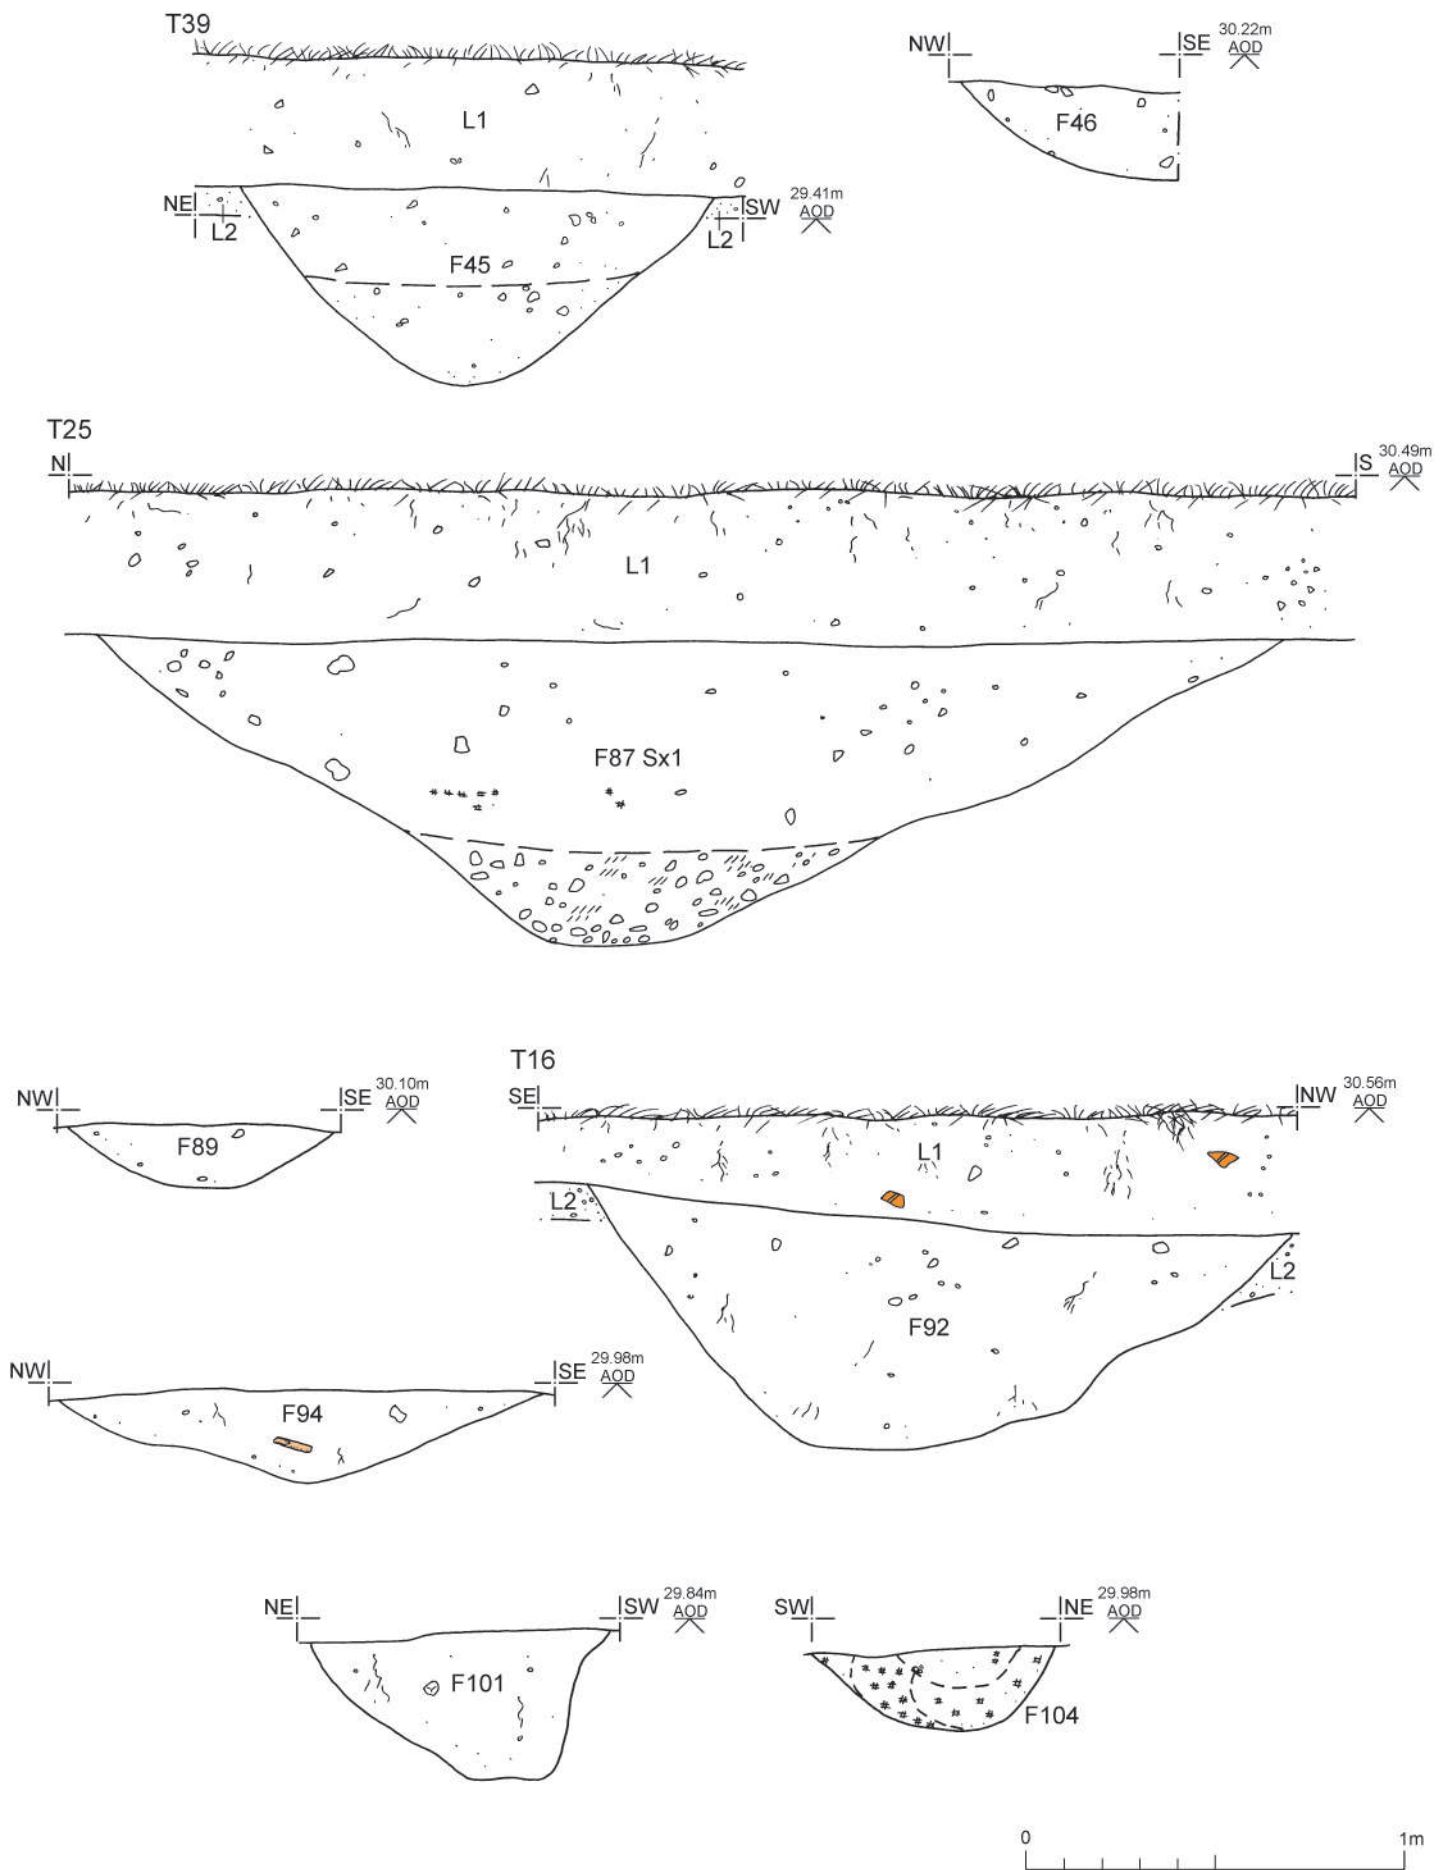 T39
L1
NE
L2
SW
L2
29.41m
AOD
F45
NW
SE
30.22m
AOD
F46
T25
N
S
30.49m
AOD
L1
F87 Sx1
NW
SE
30.10m
AOD
F89
T16
SE
NW
30.56m
AOD
L1
L2
L2
F92
NW
SE
29.98m
AOD
F94
NE
SW
29.84m
AOD
F101
SW
NE
29.98m
AOD
F104
0 1m